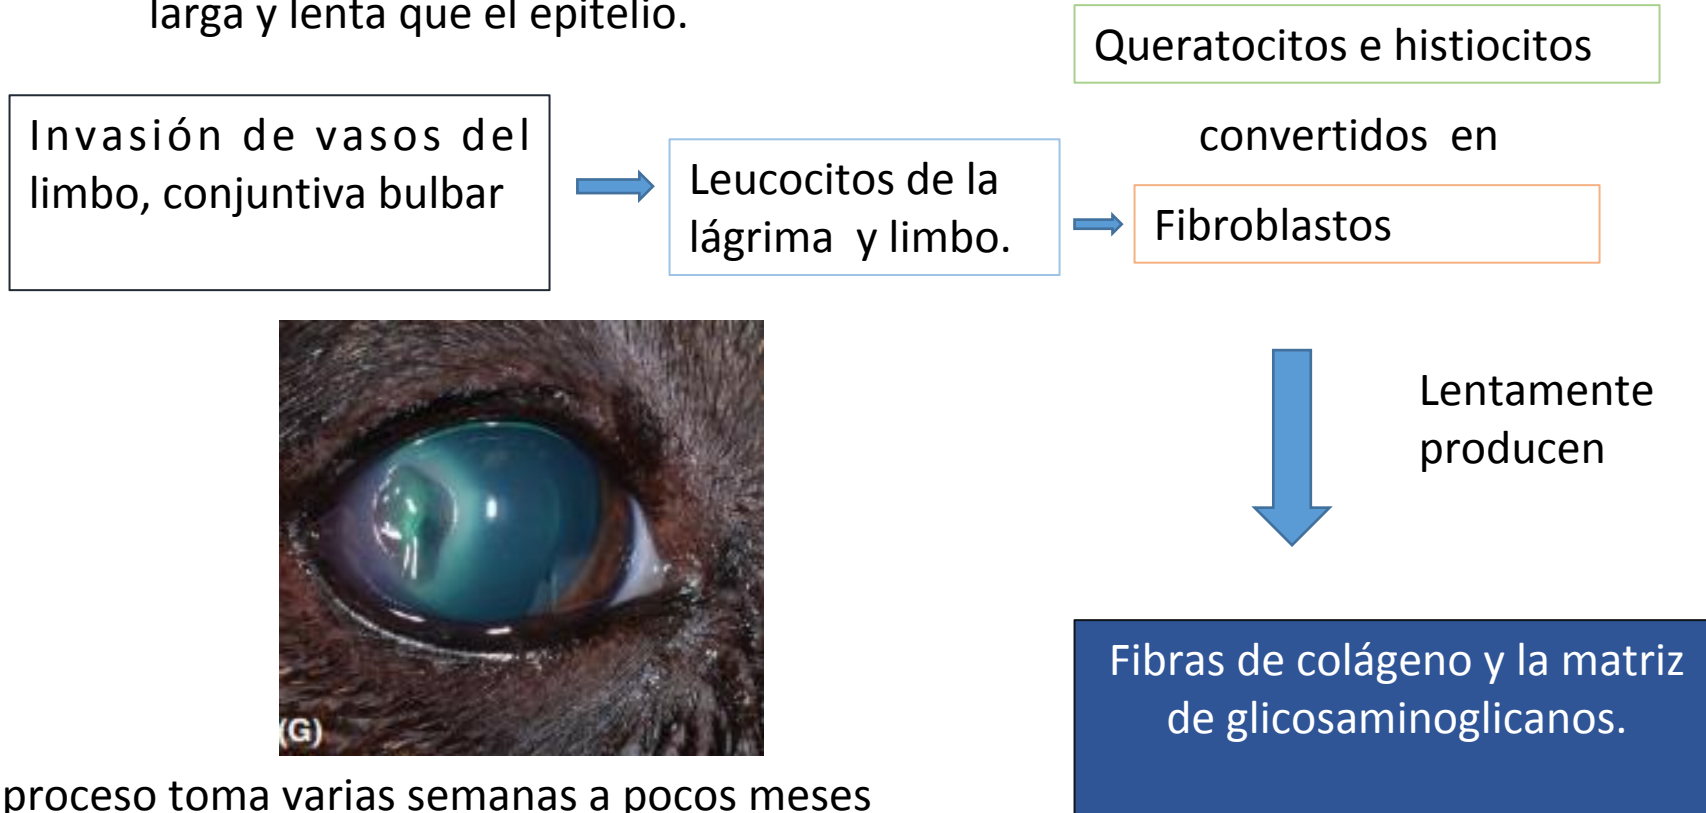 larga y lenta que el epitelio.
Queratocitos e histiocitos
Invasión de vasos del
limbo, conjuntiva bulbar
convertidos en
Leucocitos de la
lágrima y limbo.
Fibroblastos
Lentamente
producen
Fibras de colágeno y la matriz
de glicosaminoglicanos.
(G)
proceso toma varias semanas a pocos meses